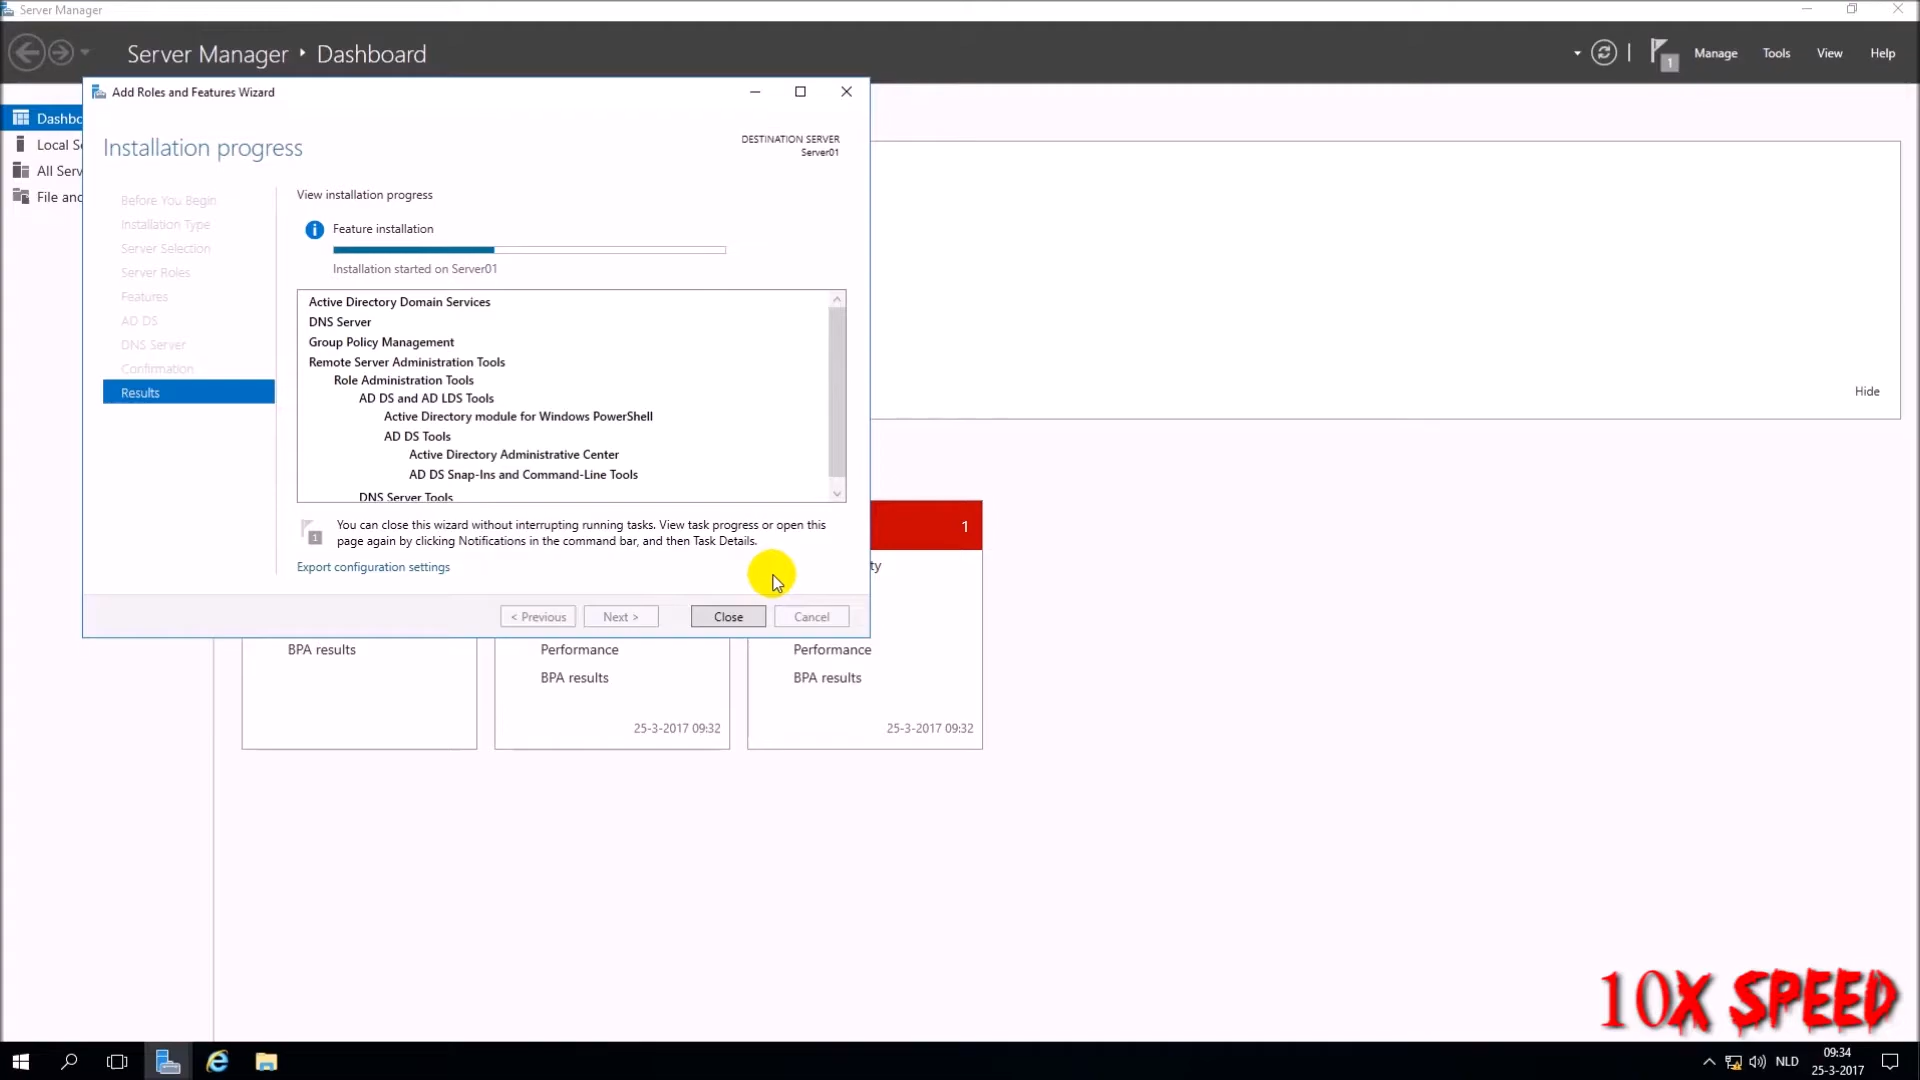 Server Manager
Server Manager ‣ Dashboard
1
Manage
Tools
View
Help
Add Roles and Features Wizard
Dashbo
Local Se
All Serv
File and
Installation progress
DESTINATION SERVER
Server01
Before You Begin
Installation Type
Server Selection
Server Roles
Features
AD DS
DNS Server
Confirmation
Results
View installation progress
Feature installation
Installation started on Server01
Active Directory Domain Services
DNS Server
Group Policy Management
Remote Server Administration Tools
Role Administration Tools
AD DS and AD LDS Tools
Active Directory module for Windows PowerShell
AD DS Tools
Active Directory Administrative Center
AD DS Snap-Ins and Command-Line Tools
DNS Server Tools
1
You can close this wizard without interrupting running tasks. View task progress or open this
page again by clicking Notifications in the command bar, and then Task Details.
Export configuration settings
< Previous
Next >
Close
Cancel
Hide
1
ty
BPA results
Performance
BPA results
25-3-2017 09:32
Performance
BPA results
25-3-2017 09:32
10X SPEED
NLD
09:34
25-3-2017